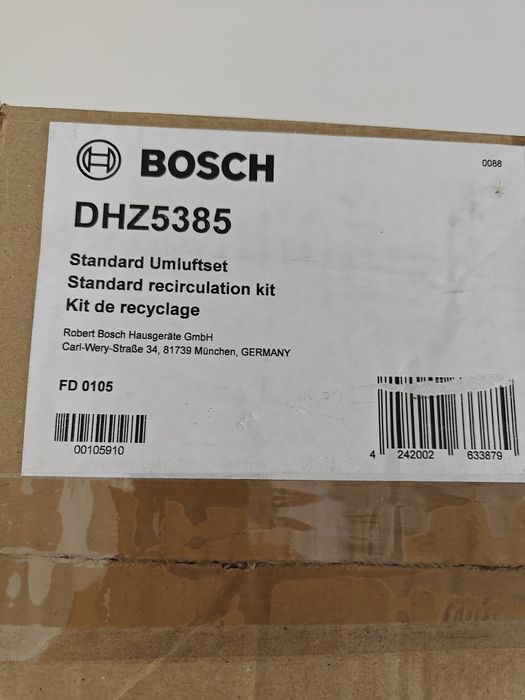 BOSCH
0088
DHZ5385
Standard Umluftset
Standard recirculation kit
Kit de recyclage
Robert Bosch Hausgeräte GmbH
Carl-Wery-Straße 34, 81739 München, GERMANY
FD 0105
00105910
4 242002 633879